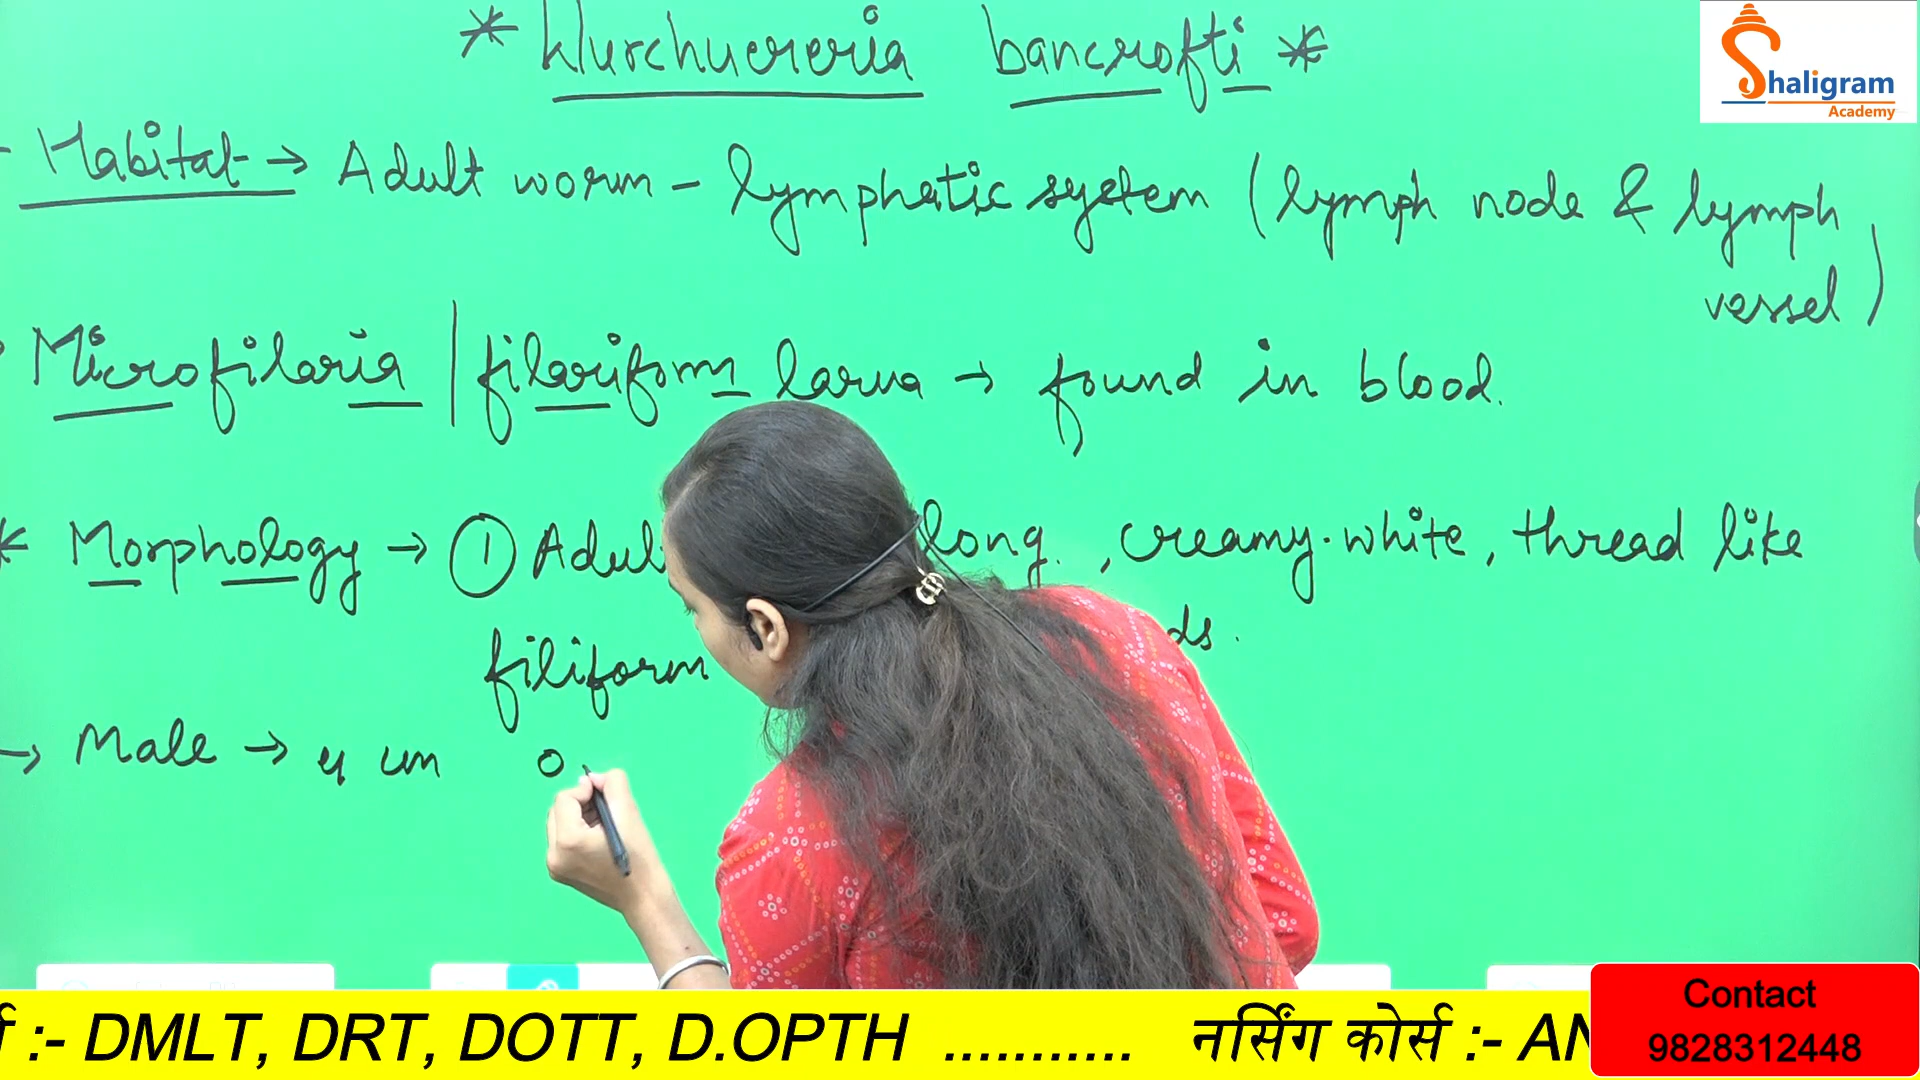 * Wurchuereria bancrofti *
Shaligram
Academy
Habitat → Adult worm - lymphatic system (lymph node & lymph
vessel)
Microfilaria | filariform larva → found in blood.
* Morphology → ① Adul long. , creamy-white, thread like
filiform ds.
→ Male → 4 cm 0.
:- DMLT, DRT, DOTT, D.OPTH ........... नर्सिंग कोर्स :- AN
Contact
9828312448